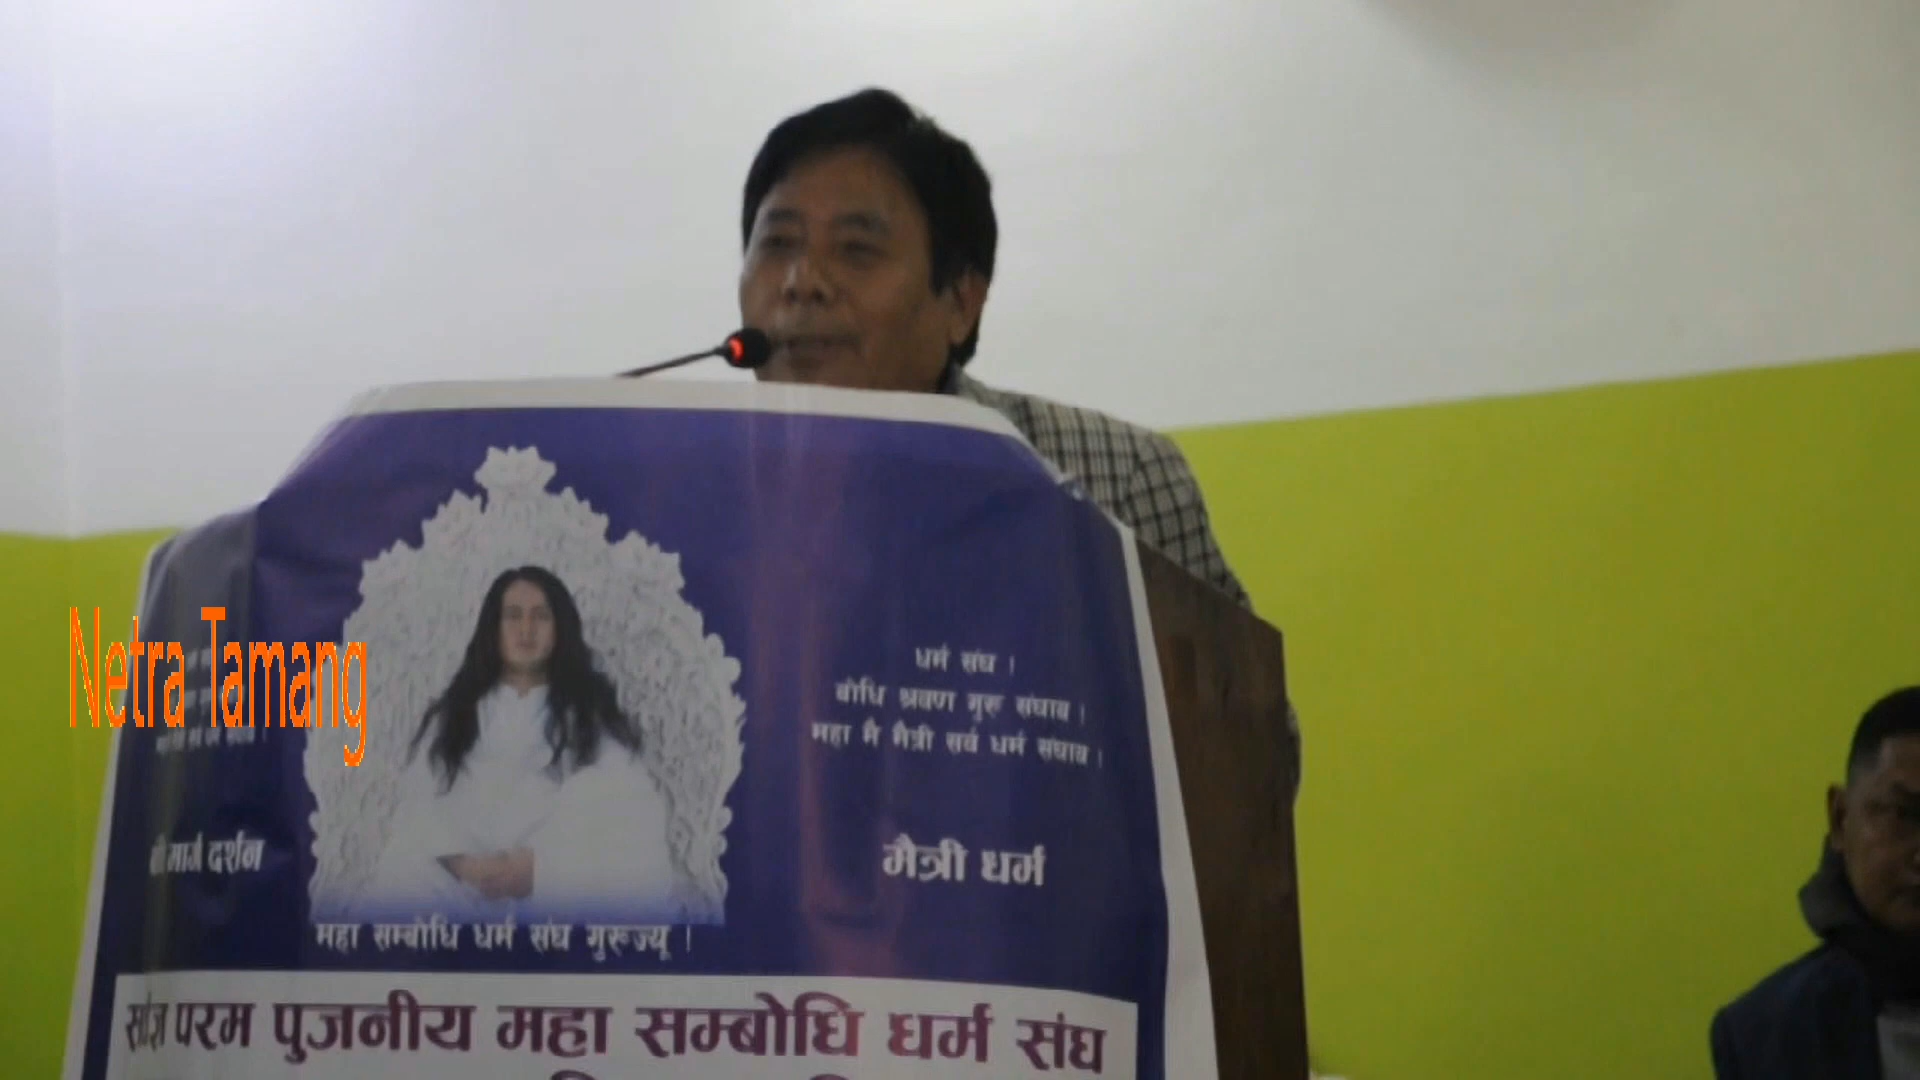 Netra Tamang
धर्म संघ ।
बोधि श्रवण गुरु संघाय ।
महा मै मैत्री सर्व धर्म संघाय ।
मार्ग दर्शन
मैत्री धर्म
महा सम्बोधि धर्म संघ गुरूज्यू ।
परम पुजनीय महा सम्बोधि धर्म संघ